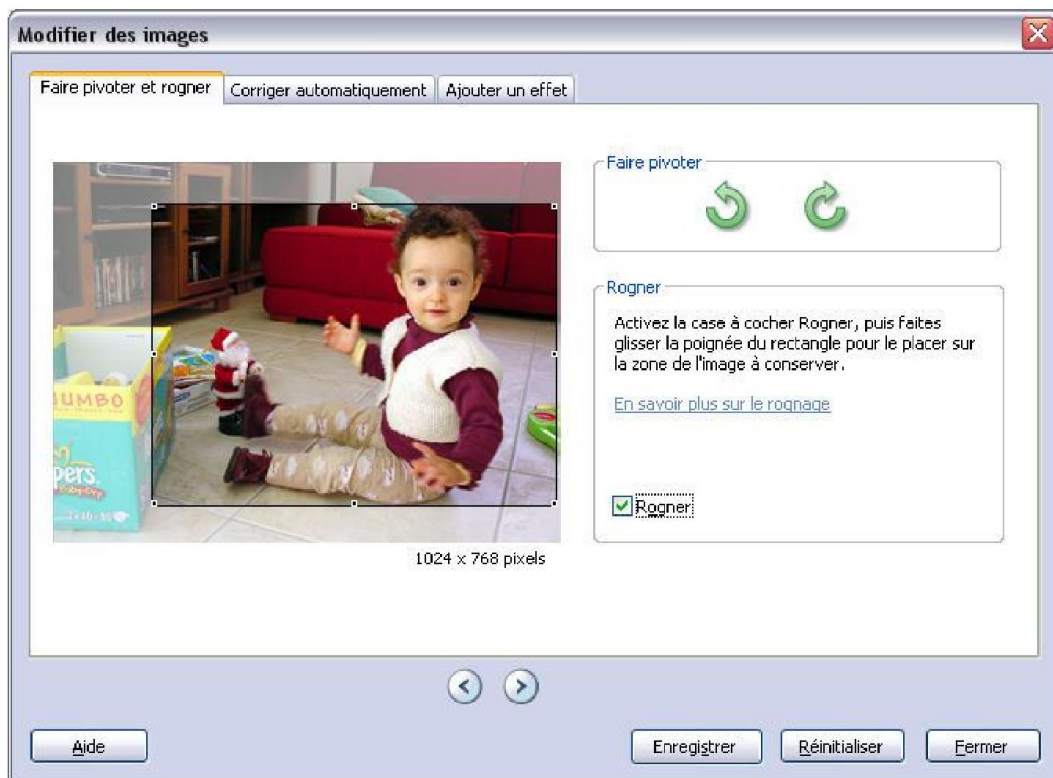 Modifier des images
Faire pivoter et rogner
Corriger automatiquement
Ajouter un effet
Faire pivoter
Rogner
Activez la case à cocher Rogner, puis faites
glisser la poignée du rectangle pour le placer sur
la zone de l'image à conserver.
En savoir plus sur le rognage
Rogner
JUMBO
pers.
1024 x 768 pixels
Aide
Enregistrer
Réinitialiser
Fermer